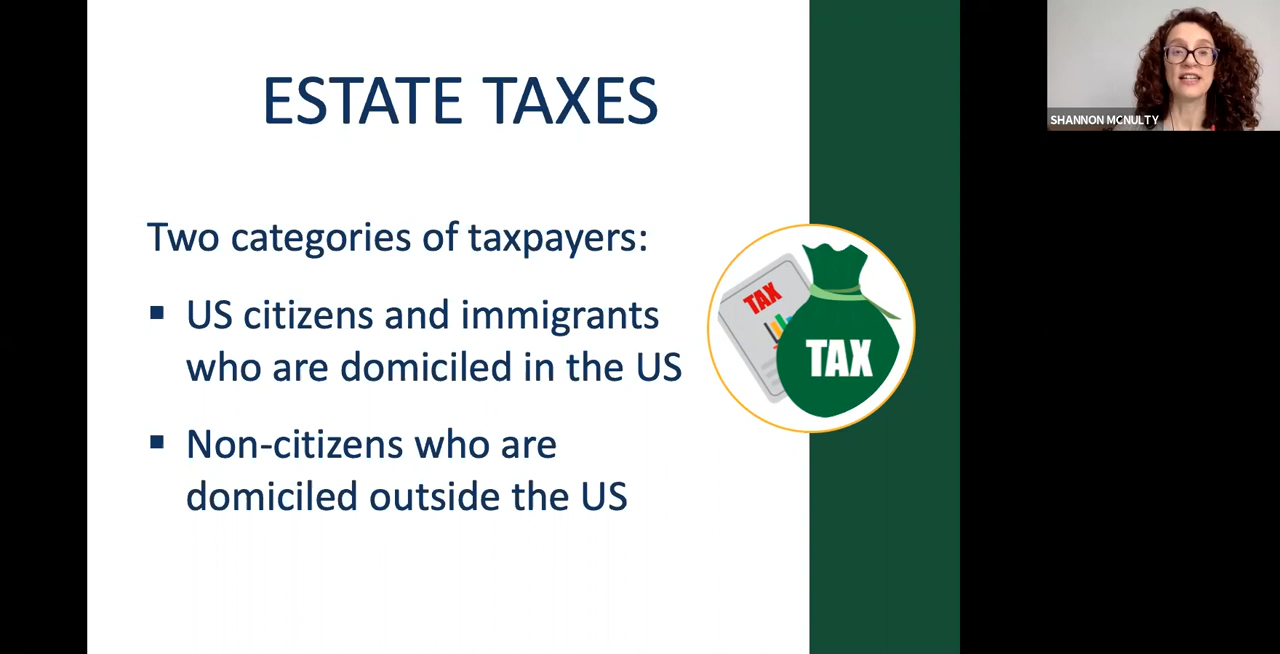 ESTATE TAXES
SHANNON MCNULTY
Two categories of taxpayers:
▪ US citizens and immigrants
who are domiciled in the US
▪ Non-citizens who are
domiciled outside the US
TAX
TAX